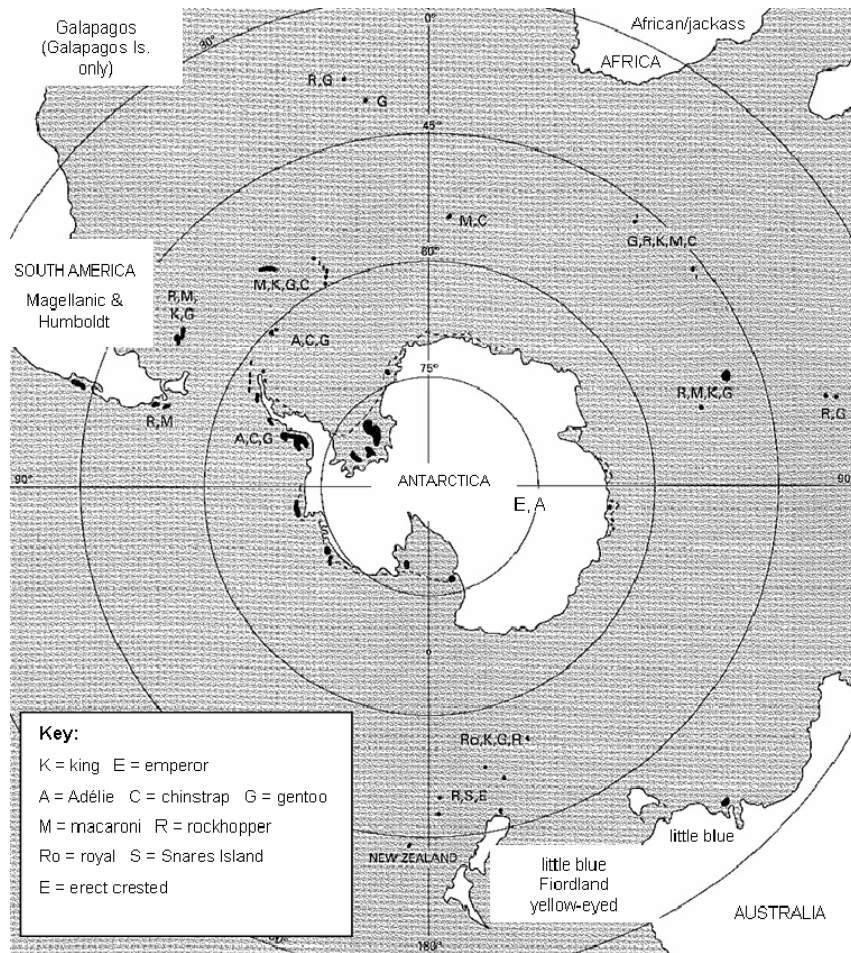 Galapagos
(Galapagos Is.
only)
0°
African/jackass
AFRICA
30°
R,G
G
45°
M,C
G,R,K,M,C
60°
SOUTH AMERICA
Magellanic &
Humboldt
M,K,G,C
R,M,
K,G
A,C,G
75°
R,M,K,G
R,G
R,M
A,C,G
90°
ANTARCTICA
E, A
90
0
Key:
K = king E = emperor
A = Adélie C = chinstrap G = gentoo
M = macaroni R = rockhopper
Ro = royal S = Snares Island
E = erect crested
Ro,K,G,R
R,S,E
NEW ZEALAND
little blue
little blue
Fiordland
yellow-eyed
AUSTRALIA
180°